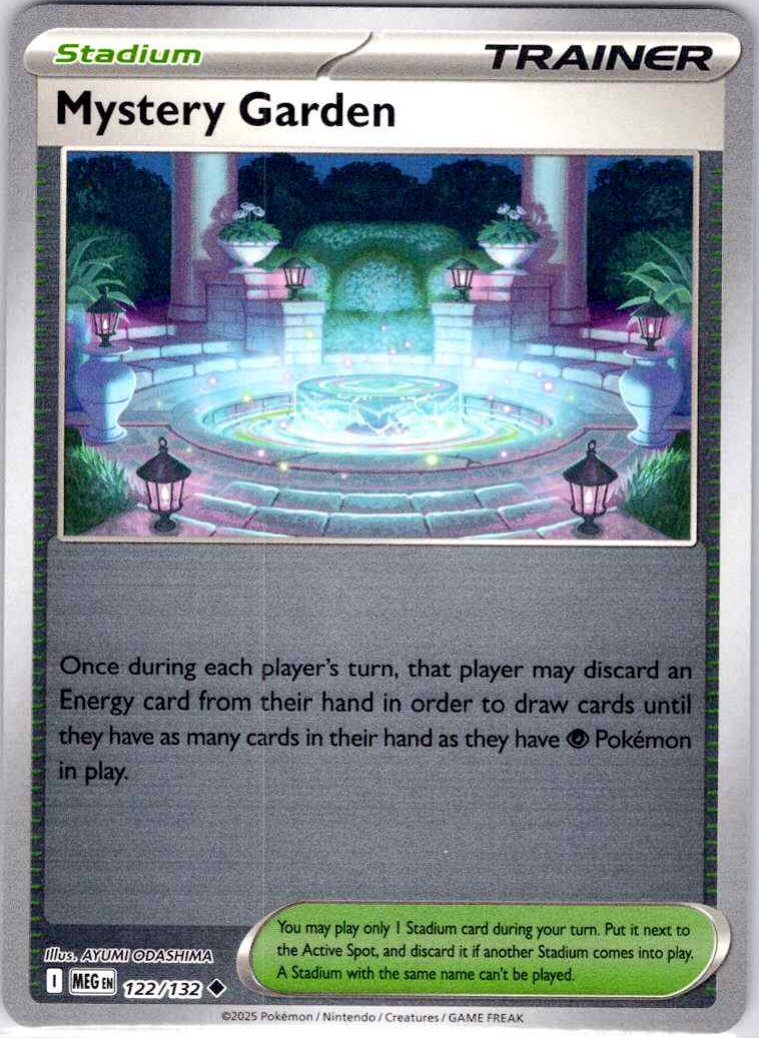 Stadium
TRAINER
Mystery Garden
Once during each player's turn, that player may discard an
Energy card from their hand in order to draw cards until
they have as many cards in their hand as they have Pokémon
in play.
You may play only 1 Stadium card during your turn. Put it next to
the Active Spot, and discard it if another Stadium comes into play.
A Stadium with the same name can't be played.
Illus. AYUMI ODASHIMA
I MEG EN 122/132
©2025 Pokémon / Nintendo / Creatures / GAME FREAK